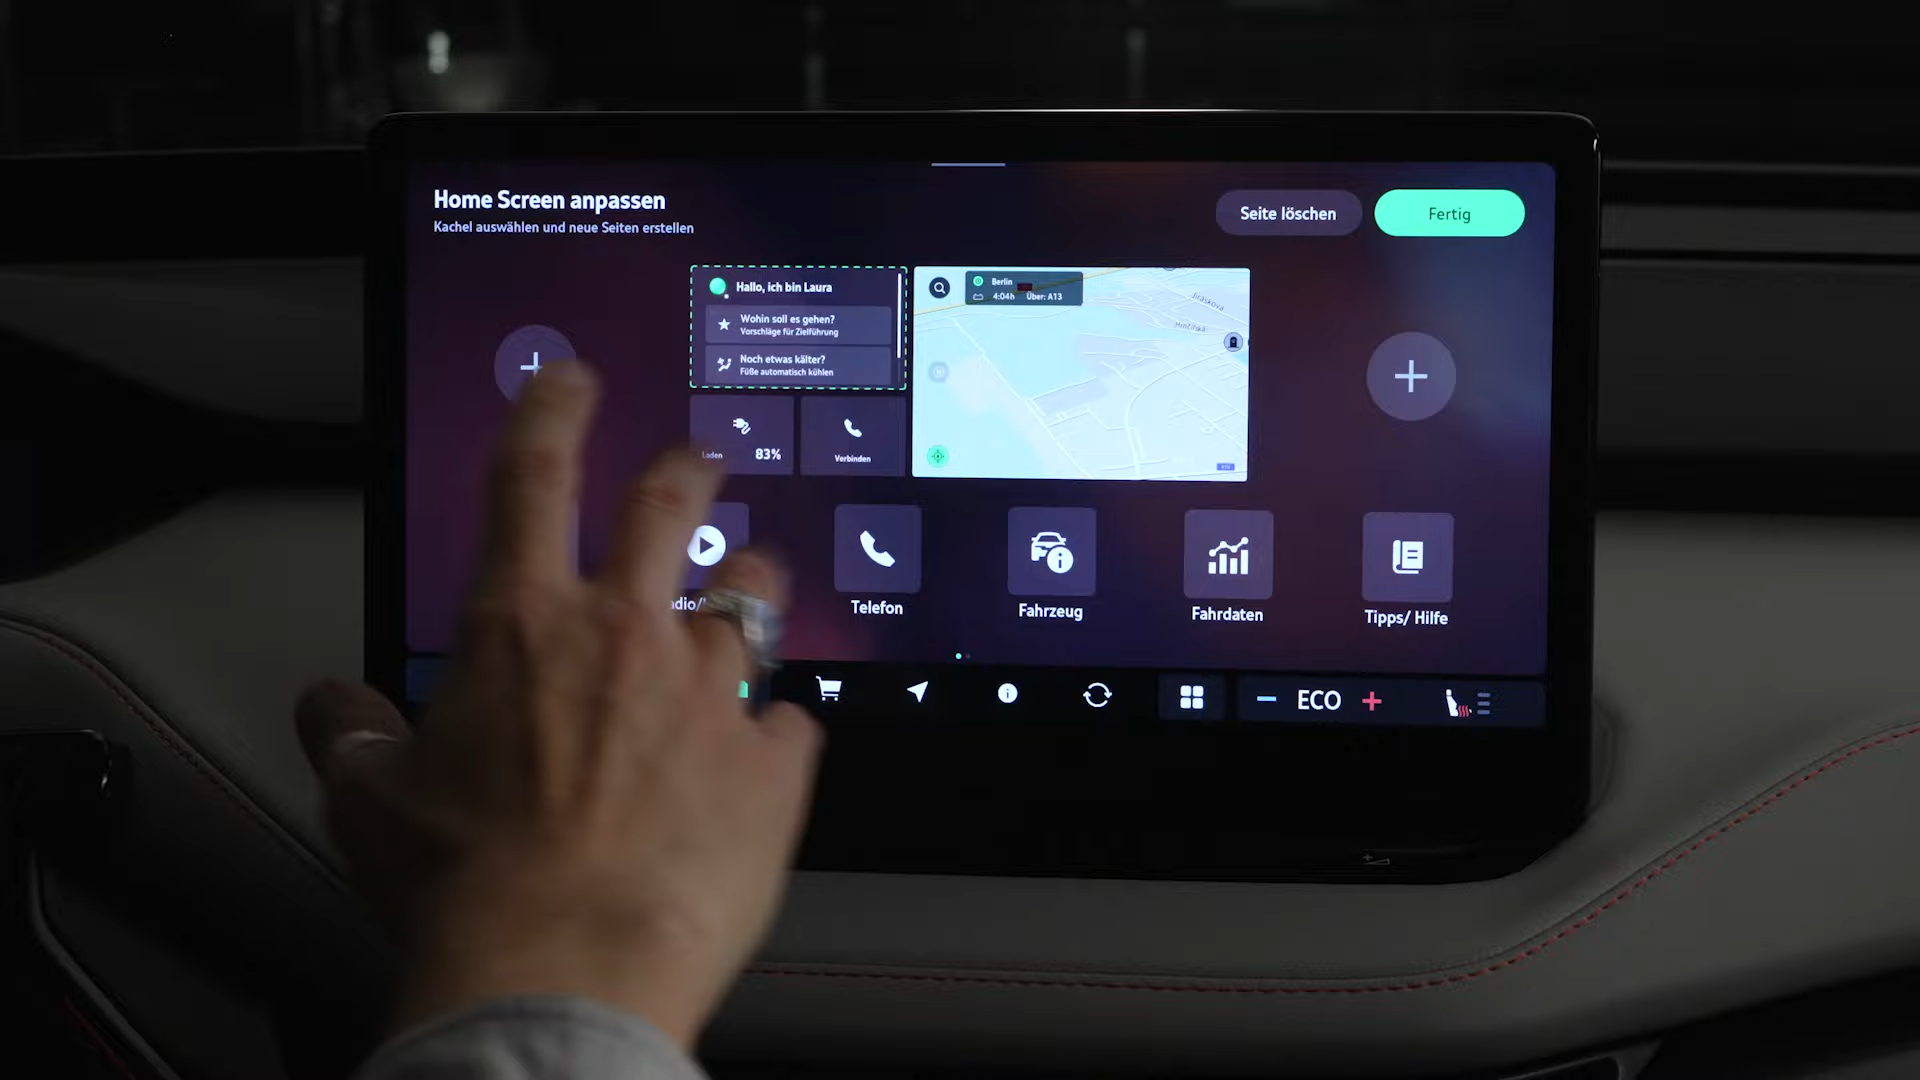 Home Screen anpassen
Kachel auswählen und neue Seiten erstellen
Seite löschen
Fertig
Hallo, ich bin Laura
Wohin soll es gehen?
Vorschläge für Zielführung
Noch etwas kälter?
Füße automatisch kühlen
Berlin
4:04h Über: A13
Jiráskova
Laden 83%
Verbinden
Telefon
Fahrzeug
Fahrdaten
Tipps/ Hilfe
ECO